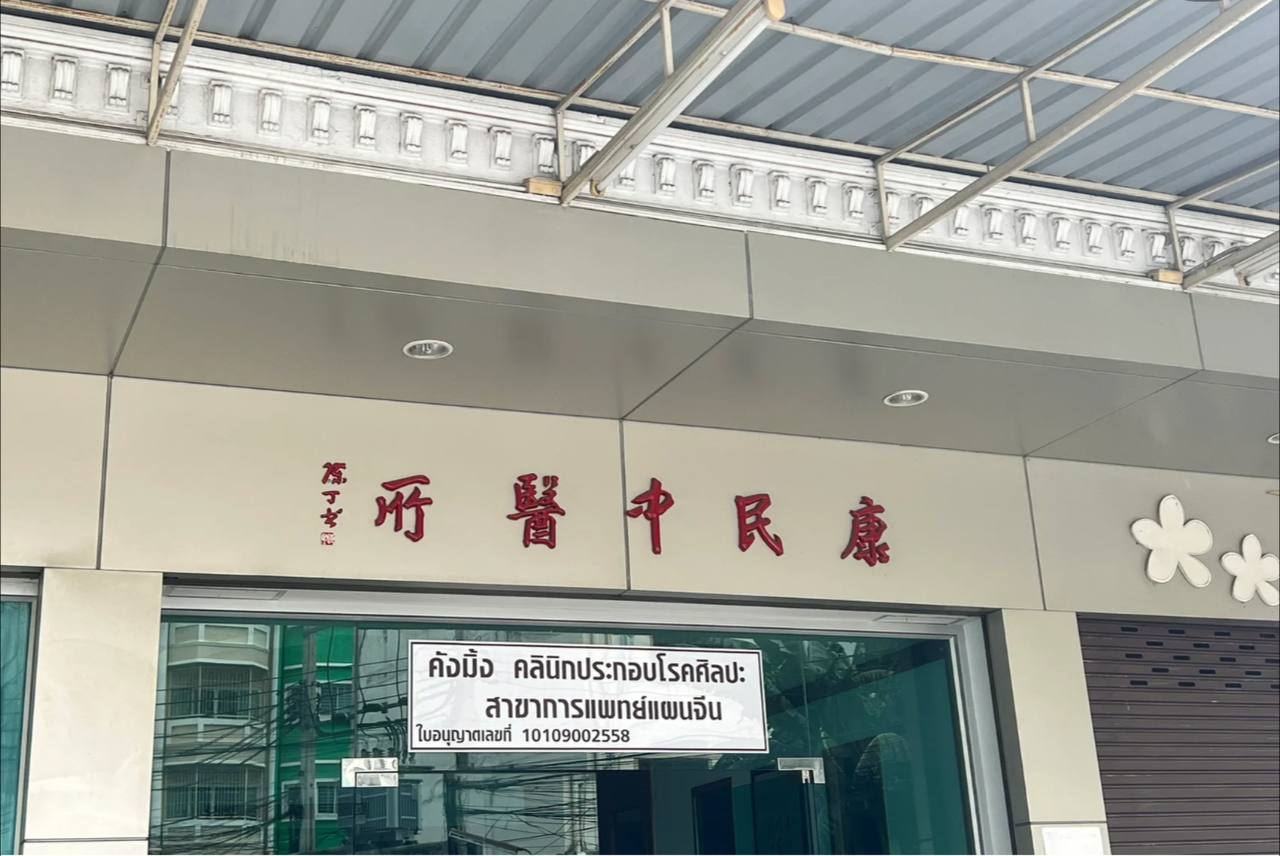 康民中醫所
คังมิ้ง คลินิกประกอบโรคศิลปะ
สาขาการแพทย์แผนจีน
ใบอนุญาตเลขที่ 10109002558